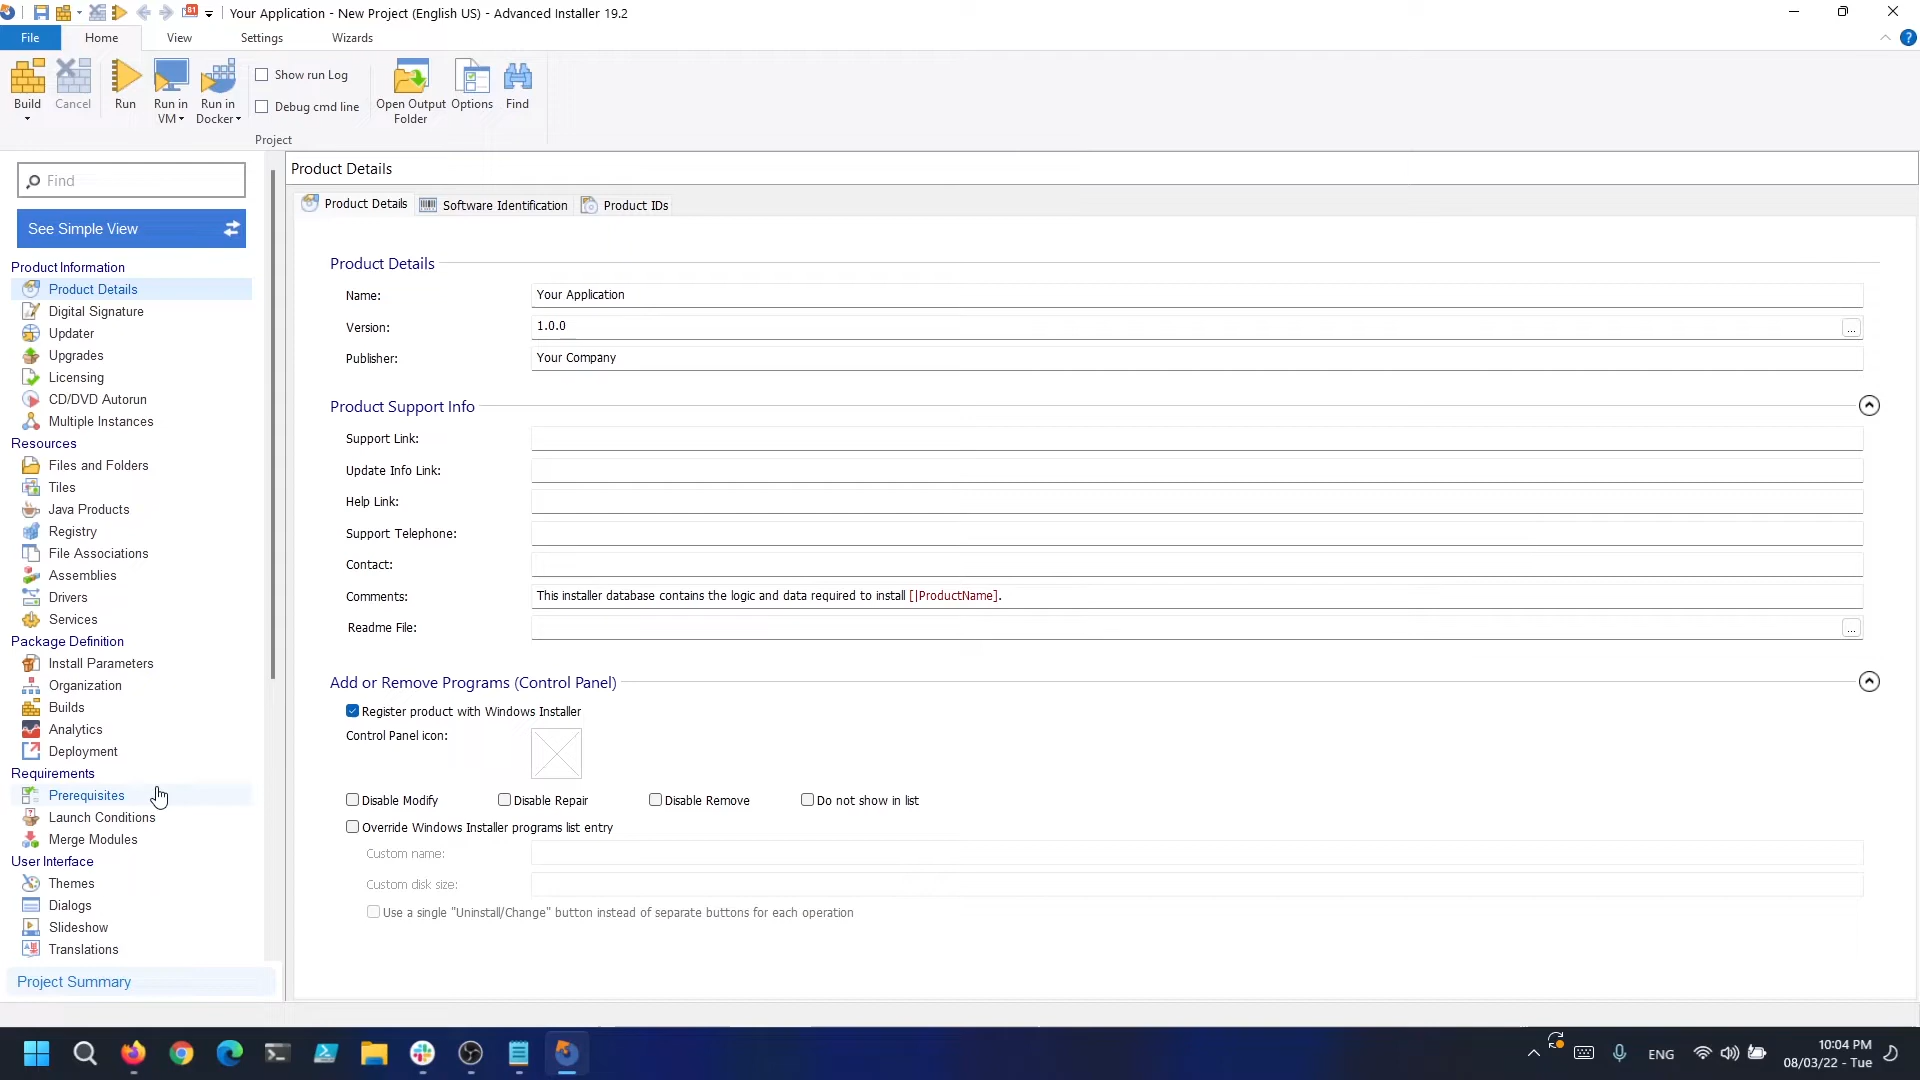 81
Your Application - New Project (English US) - Advanced Installer 19.2
File Home View Settings Wizards
?
Build Cancel Run Run in VM Run in Docker
Show run Log
Debug cmd line
Open Output Folder Options Find
Project
Find
See Simple View
Product Information
Product Details
Digital Signature
Updater
Upgrades
Licensing
CD/DVD Autorun
Multiple Instances
Resources
Files and Folders
Tiles
Java Products
Registry
File Associations
Assemblies
Drivers
Services
Package Definition
Install Parameters
Organization
Builds
Analytics
Deployment
Requirements
Prerequisites
Launch Conditions
Merge Modules
User Interface
Themes
Dialogs
Slideshow
Translations
Project Summary
Product Details
Product Details Software Identification Product IDs
Product Details
Name: Your Application
Version: 1.0.0 ...
Publisher: Your Company
Product Support Info
Support Link:
Update Info Link:
Help Link:
Support Telephone:
Contact:
Comments: This installer database contains the logic and data required to install [|ProductName].
Readme File: ...
Add or Remove Programs (Control Panel)
Register product with Windows Installer
Control Panel icon:
Disable Modify Disable Repair Disable Remove Do not show in list
Override Windows Installer programs list entry
Custom name:
Custom disk size:
Use a single "Uninstall/Change" button instead of separate buttons for each operation
ENG
10:04 PM
08/03/22 - Tue